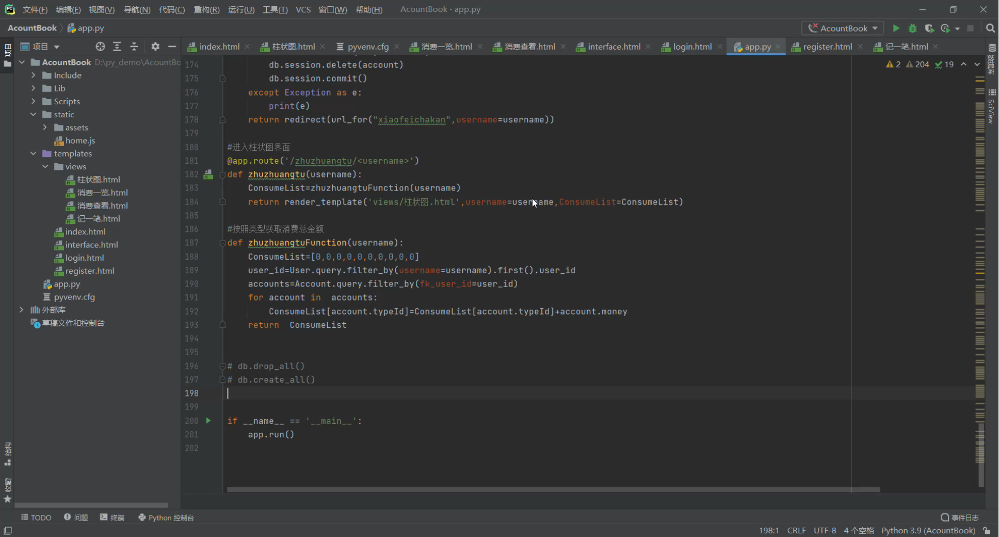 文件(F) 编辑(E) 视图(V) 导航(N) 代码(C) 重构(R) 运行(U) 工具(T) VCS 窗口(W) 帮助(H) AcountBook - app.py
AcountBook app.py AcountBook
项目 index.html 柱状图.html pyvenv.cfg 消费一览.html 消费查看.html interface.html login.html app.py register.html 记一笔.html
项目
数据库
SciView
结构
收藏
2 204 19
AcountBook D:\py_demo\AcountBo
Include
Lib
Scripts
static
assets
home.js
templates
views
柱状图.html
消费一览.html
消费查看.html
记一笔.html
index.html
interface.html
login.html
register.html
app.py
pyvenv.cfg
外部库
草稿文件和控制台
174 db.session.delete(account)
175 db.session.commit()
176 except Exception as e:
177 print(e)
178 return redirect(url_for("xiaofeichakan",username=username))
179
180 #进入柱状图界面
181 @app.route('/zhuzhuangtu/<username>')
182 def zhuzhuangtu(username):
183 ConsumeList=zhuzhuangtuFunction(username)
184 return render_template('views/柱状图.html',username=username,ConsumeList=ConsumeList)
185
186 #按照类型获取消费总金额
187 def zhuzhuangtuFunction(username):
188 ConsumeList=[0,0,0,0,0,0,0,0,0,0]
189 user_id=User.query.filter_by(username=username).first().user_id
190 accounts=Account.query.filter_by(fk_user_id=user_id)
191 for account in  accounts:
192 ConsumeList[account.typeId]=ConsumeList[account.typeId]+account.money
193 return  ConsumeList
194
195
196 # db.drop_all()
197 # db.create_all()
198
199
200 if __name__ == '__main__':
201 app.run()
202
TODO 问题 终端 Python 控制台 事件日志
198:1 CRLF UTF-8 4 个空格 Python 3.9 (AcountBook)